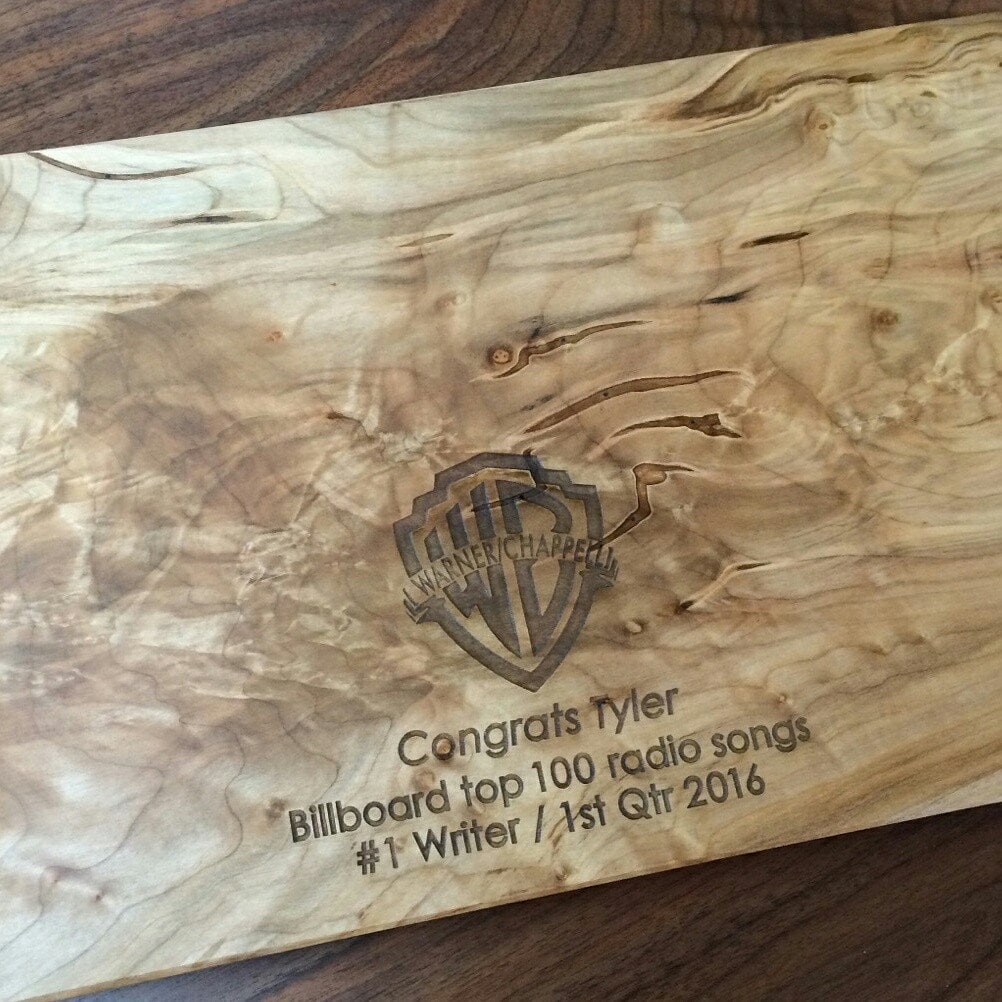 WB
WARNER/CHAPPELL
Congrats Tyler
Billboard top 100 radio songs
#1 Writer / 1st Qtr 2016